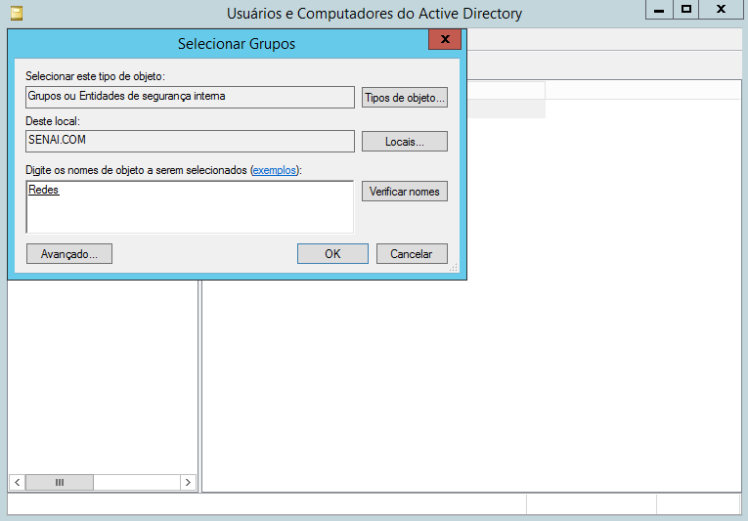 Usuários e Computadores do Active Directory
Selecionar Grupos
Selecionar este tipo de objeto:
Grupos ou Entidades de segurança interna
Tipos de objeto...
Deste local:
SENAI.COM
Locais...
Digite os nomes de objeto a serem selecionados (exemplos):
Redes
Verificar nomes
Avançado...
OK
Cancelar